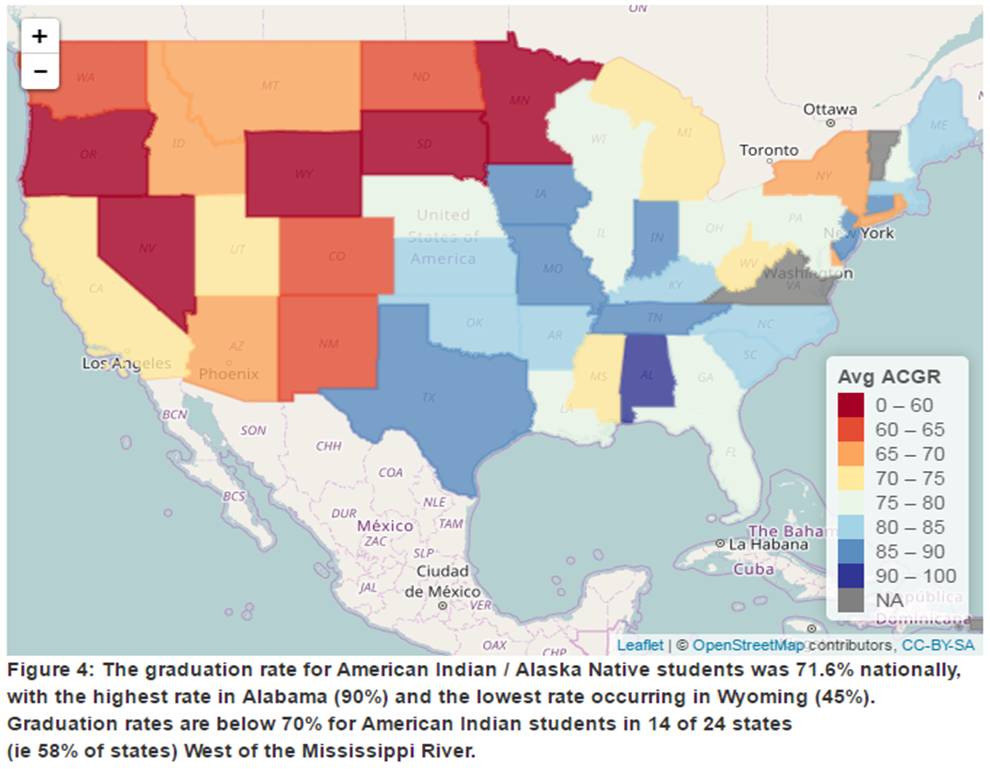 ON
+
−
WA
MT
ND
MN
OR
ID
WY
SD
WI
MI
Ottawa
ME
Toronto
NY
NV
UT
CO
CA
United
States of
America
IA
IL
IN
OH
PA
New York
MO
WV
Washington
VA
KY
Los Angeles
AZ
Phoenix
NM
OK
AR
TN
NC
SC
TX
LA
MS
AL
GA
FL
BCN
SON
CHH
COA
BCS
NLE
DUR
TAM
México
ZAC
SLP
Ciudad
de México
JAL
VER
OAX
CHP
The Baham
La Habana
Cuba
República
Dominicana
Avg ACGR
0 – 60
60 – 65
65 – 70
70 – 75
75 – 80
80 – 85
85 – 90
90 – 100
NA
Leaflet | © OpenStreetMap contributors, CC-BY-SA
Figure 4: The graduation rate for American Indian / Alaska Native students was 71.6% nationally,
with the highest rate in Alabama (90%) and the lowest rate occurring in Wyoming (45%).
Graduation rates are below 70% for American Indian students in 14 of 24 states
(ie 58% of states) West of the Mississippi River.